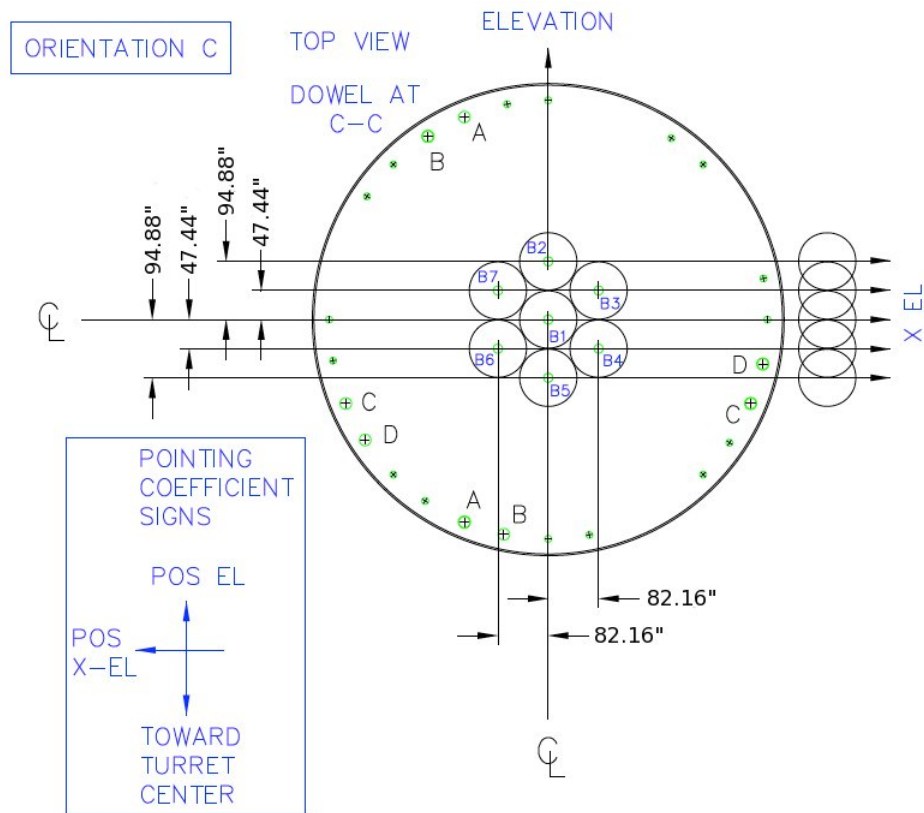 ORIENTATION C
TOP VIEW
DOWEL AT
C-C
ELEVATION
A
B
94.88"
47.44"
94.88"
47.44"
B2
B7
B3
B1
B6
B4
B5
X EL
C
L
D
C
C
D
A
B
82.16"
82.16"
C
L
POINTING
COEFFICIENT
SIGNS
POS EL
POS
X-EL
TOWARD
TURRET
CENTER